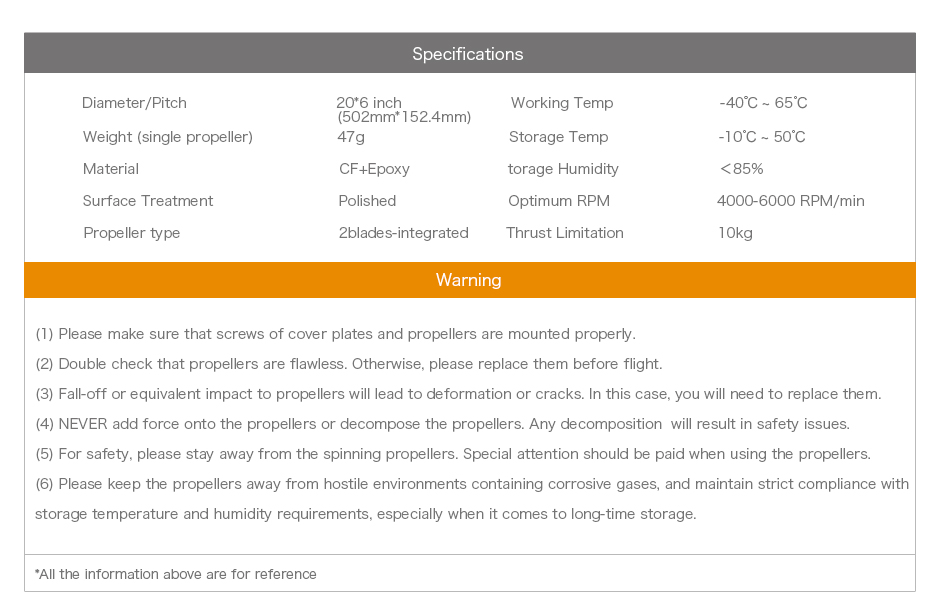 Specifications
Diameter/Pitch 20*6 inch Working Temp -40℃ ~ 65℃
(502mm*152.4mm)
Weight (single propeller) 47g Storage Temp -10℃ ~ 50℃
Material CF+Epoxy torage Humidity <85%
Surface Treatment Polished Optimum RPM 4000-6000 RPM/min
Propeller type 2blades-integrated Thrust Limitation 10kg
Warning
(1) Please make sure that screws of cover plates and propellers are mounted properly.
(2) Double check that propellers are flawless. Otherwise, please replace them before flight.
(3) Fall-off or equivalent impact to propellers will lead to deformation or cracks. In this case, you will need to replace them.
(4) NEVER add force onto the propellers or decompose the propellers. Any decomposition will result in safety issues.
(5) For safety, please stay away from the spinning propellers. Special attention should be paid when using the propellers.
(6) Please keep the propellers away from hostile environments containing corrosive gases, and maintain strict compliance with
storage temperature and humidity requirements, especially when it comes to long-time storage.
*All the information above are for reference